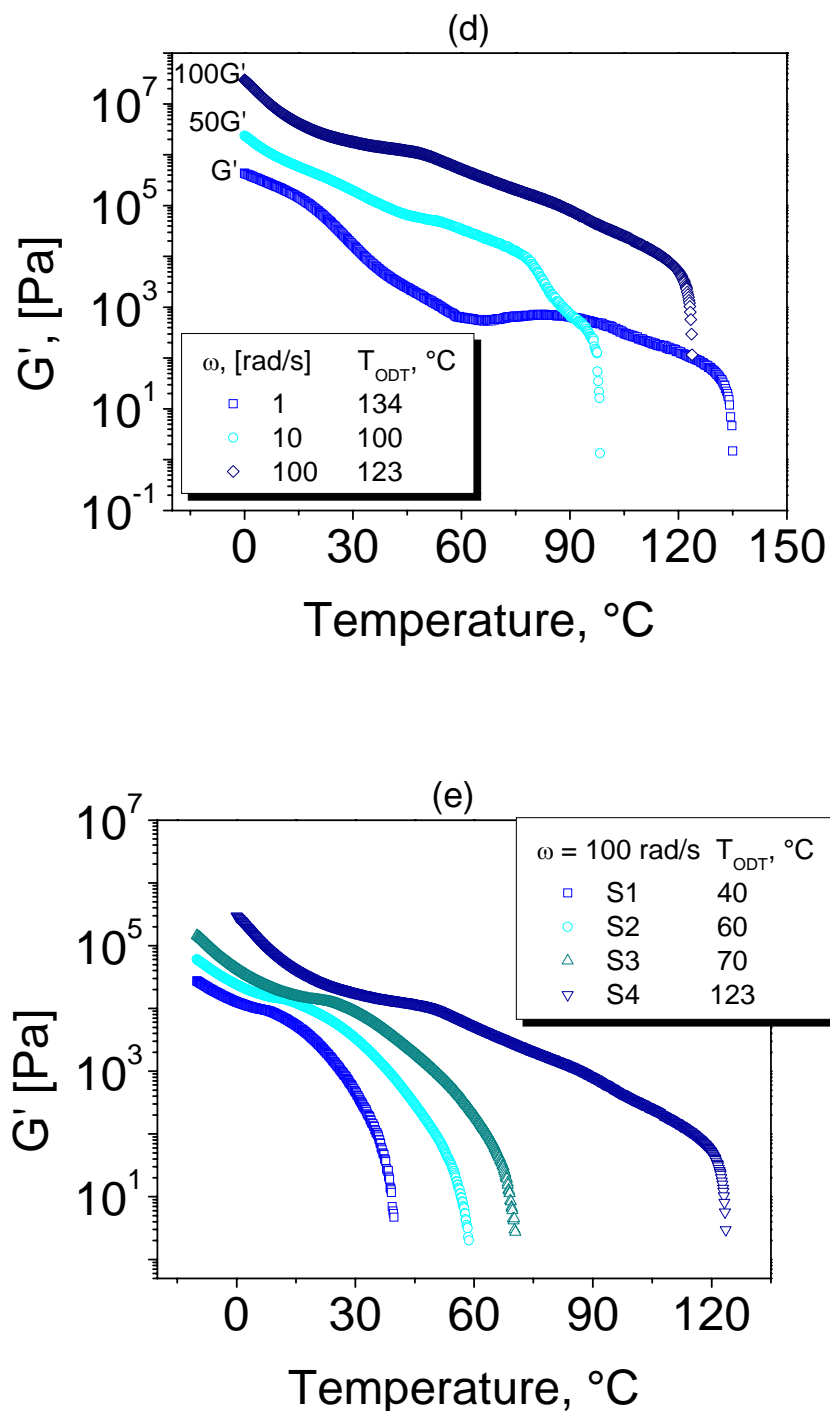 (d)
10^7
10^5
10^3
10^1
10^-1
G', [Pa]
100G'
50G'
G'
ω, [rad/s] T_ODT, °C
1 134
10 100
100 123
0 30 60 90 120 150
Temperature, °C
(e)
10^7
10^5
10^3
10^1
G' [Pa]
ω = 100 rad/s T_ODT, °C
S1 40
S2 60
S3 70
S4 123
0 30 60 90 120
Temperature, °C